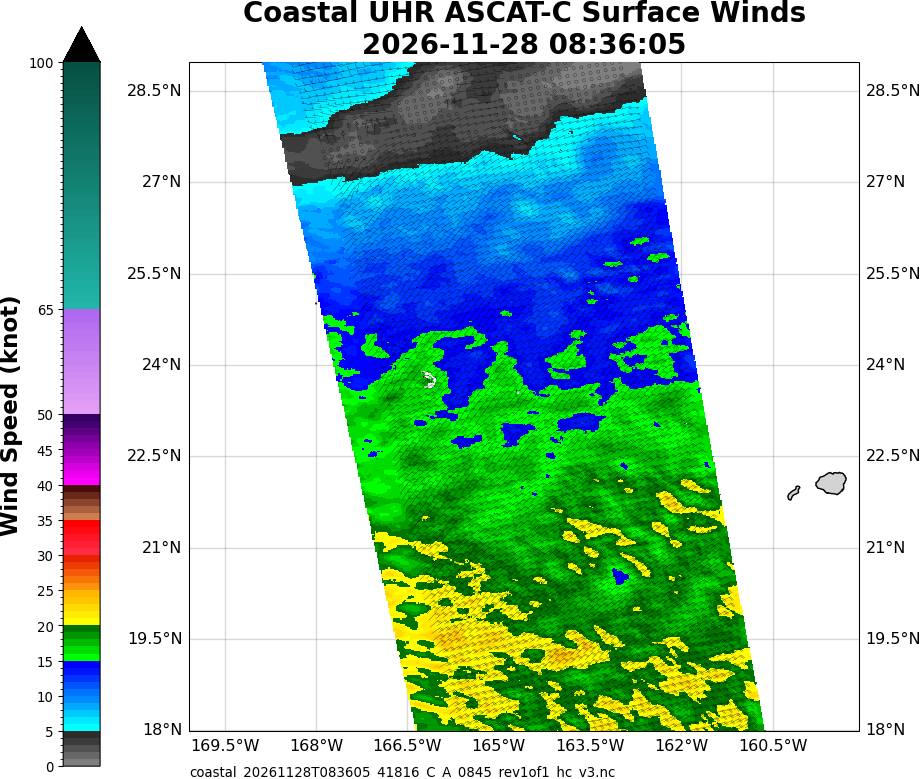 Coastal UHR ASCAT-C Surface Winds
2026-11-28 08:36:05
Wind Speed (knot)
100
65
50
45
40
35
30
25
20
15
10
5
0
28.5°N
27°N
25.5°N
24°N
22.5°N
21°N
19.5°N
18°N
28.5°N
27°N
25.5°N
24°N
22.5°N
21°N
19.5°N
18°N
169.5°W 168°W 166.5°W 165°W 163.5°W 162°W 160.5°W
coastal_20261128T083605_41816_C_A_0845_rev1of1_hc_v3.nc